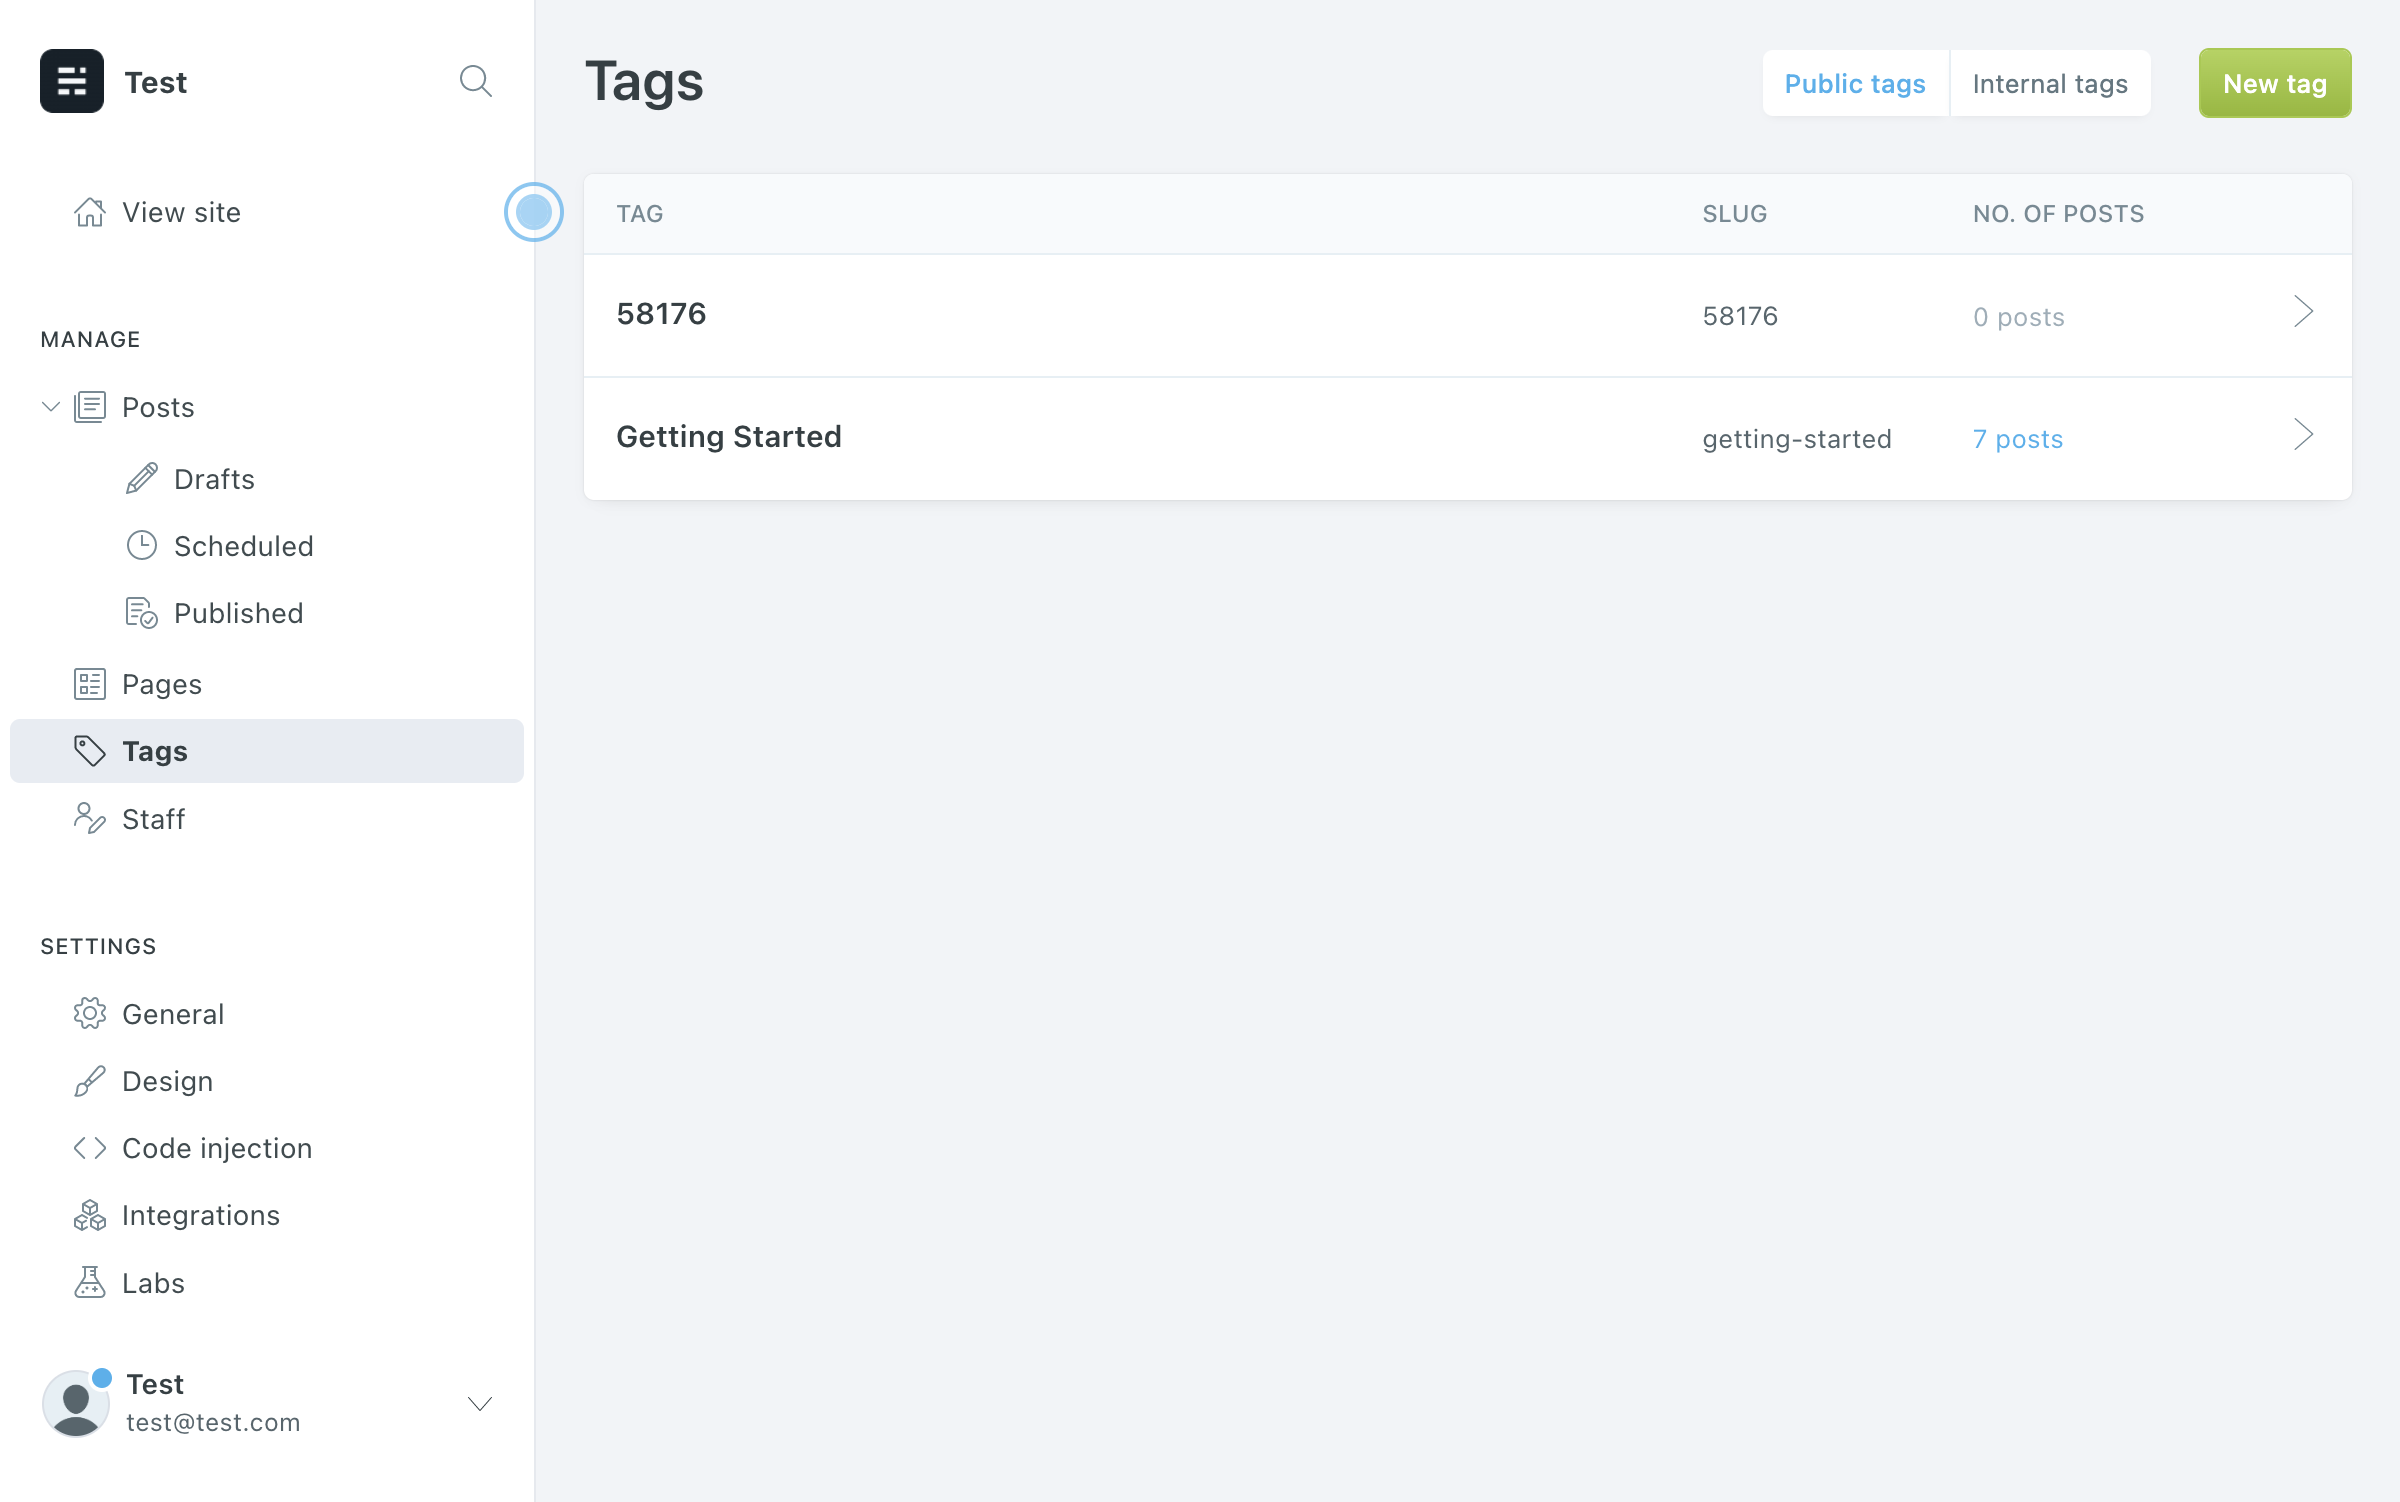 Test
View site
MANAGE
Posts
Drafts
Scheduled
Published
Pages
Tags
Staff
SETTINGS
General
Design
Code injection
Integrations
Labs
Test
test@test.com
Tags
Public tags
Internal tags
New tag
TAG SLUG NO. OF POSTS
58176 58176 0 posts
Getting Started getting-started 7 posts